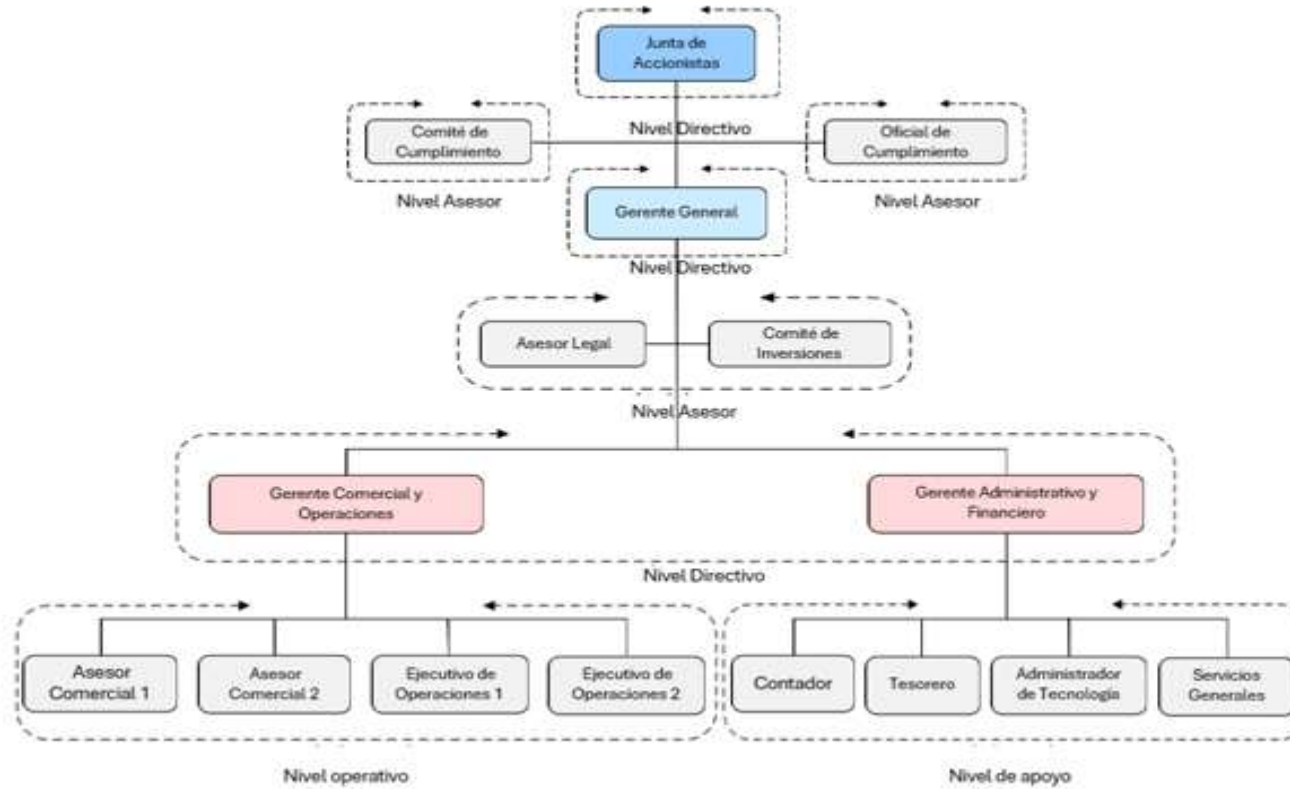 Junta de
Accionistas
Nivel Directivo
Comité de
Cumplimiento
Oficial de
Cumplimiento
Nivel Asesor
Nivel Asesor
Gerente General
Nivel Directivo
Asesor Legal
Comité de
Inversiones
Nivel Asesor
Gerente Comercial y
Operaciones
Gerente Administrativo y
Financiero
Nivel Directivo
Asesor
Comercial 1
Asesor
Comercial 2
Ejecutivo de
Operaciones 1
Ejecutivo de
Operaciones 2
Contador
Tesorero
Administrador
de Tecnología
Servicios
Generales
Nivel operativo
Nivel de apoyo